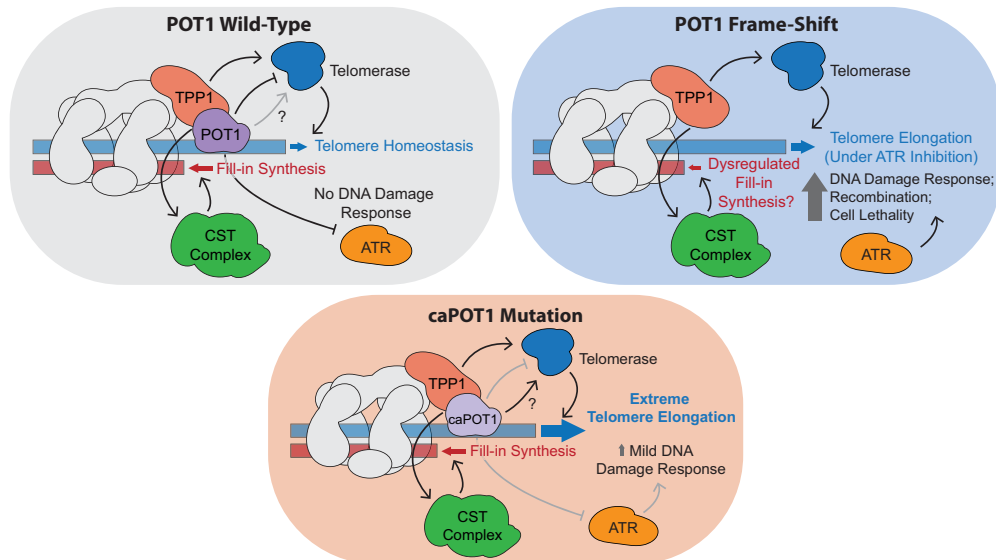 POT1 Wild-Type
TPP1
POT1
Telomerase
?
Telomere Homeostasis
Fill-in Synthesis
No DNA Damage
Response
CST
Complex
ATR
POT1 Frame-Shift
TPP1
Telomerase
Telomere Elongation
(Under ATR Inhibition)
Dysregulated
Fill-in
Synthesis?
DNA Damage Response;
Recombination;
Cell Lethality
CST
Complex
ATR
caPOT1 Mutation
TPP1
caPOT1
Telomerase
?
Extreme
Telomere Elongation
Fill-in Synthesis
Mild DNA
Damage Response
CST
Complex
ATR